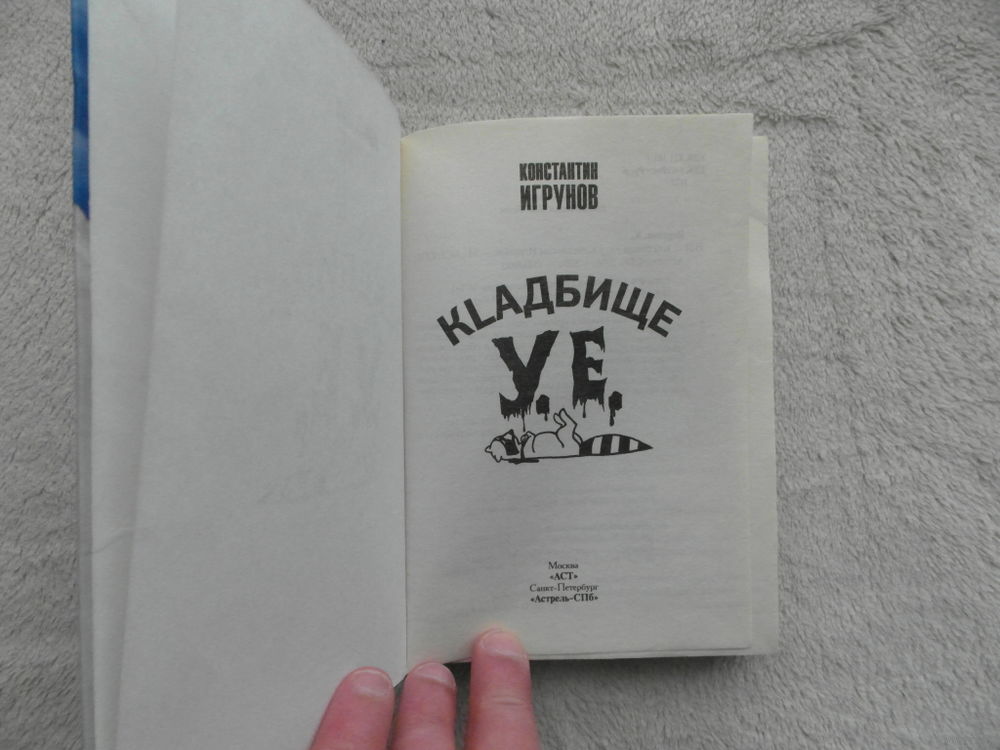 КОНСТАНТИН
ИГРУНОВ
КLАДБИЩЕ
У.Е.
Москва
«АСТ»
Санкт-Петербург
«Астрель-СПб»